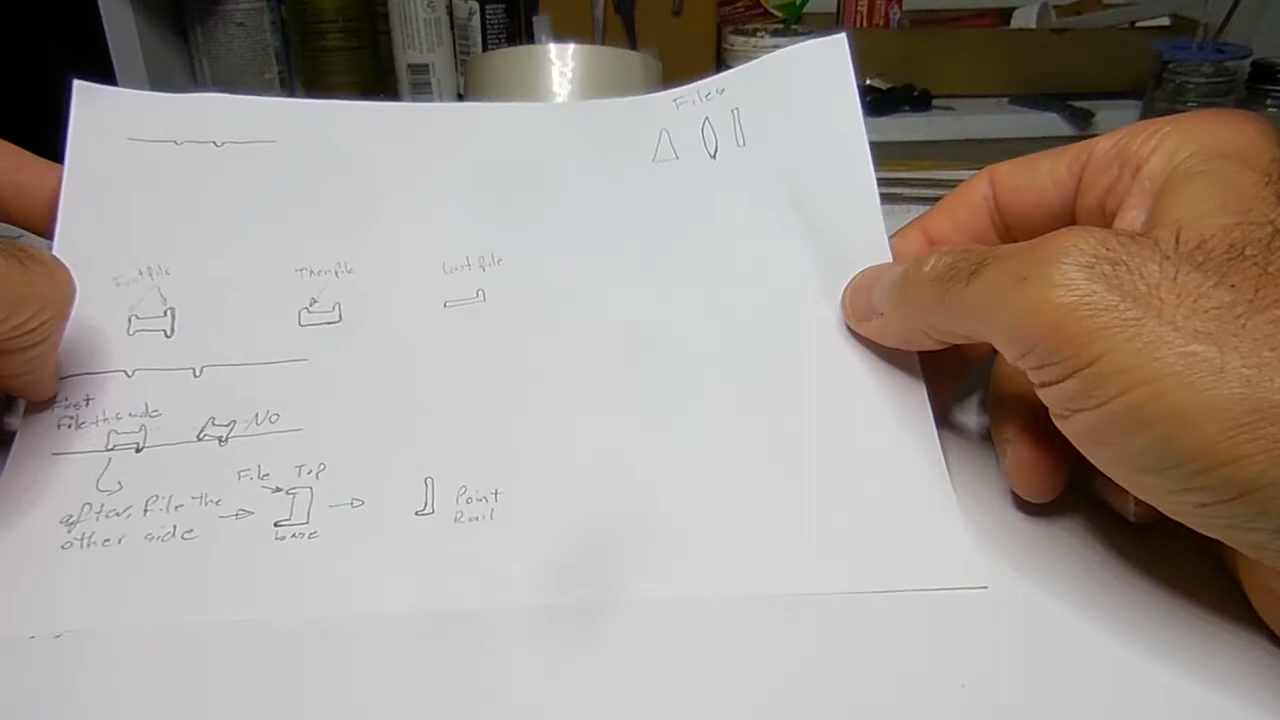 Files
First file
Then file
Last file
First
File this side
No
File
Top
after, file the
other side
base
Point
Rail